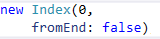 new Index(0,
fromEnd: false)